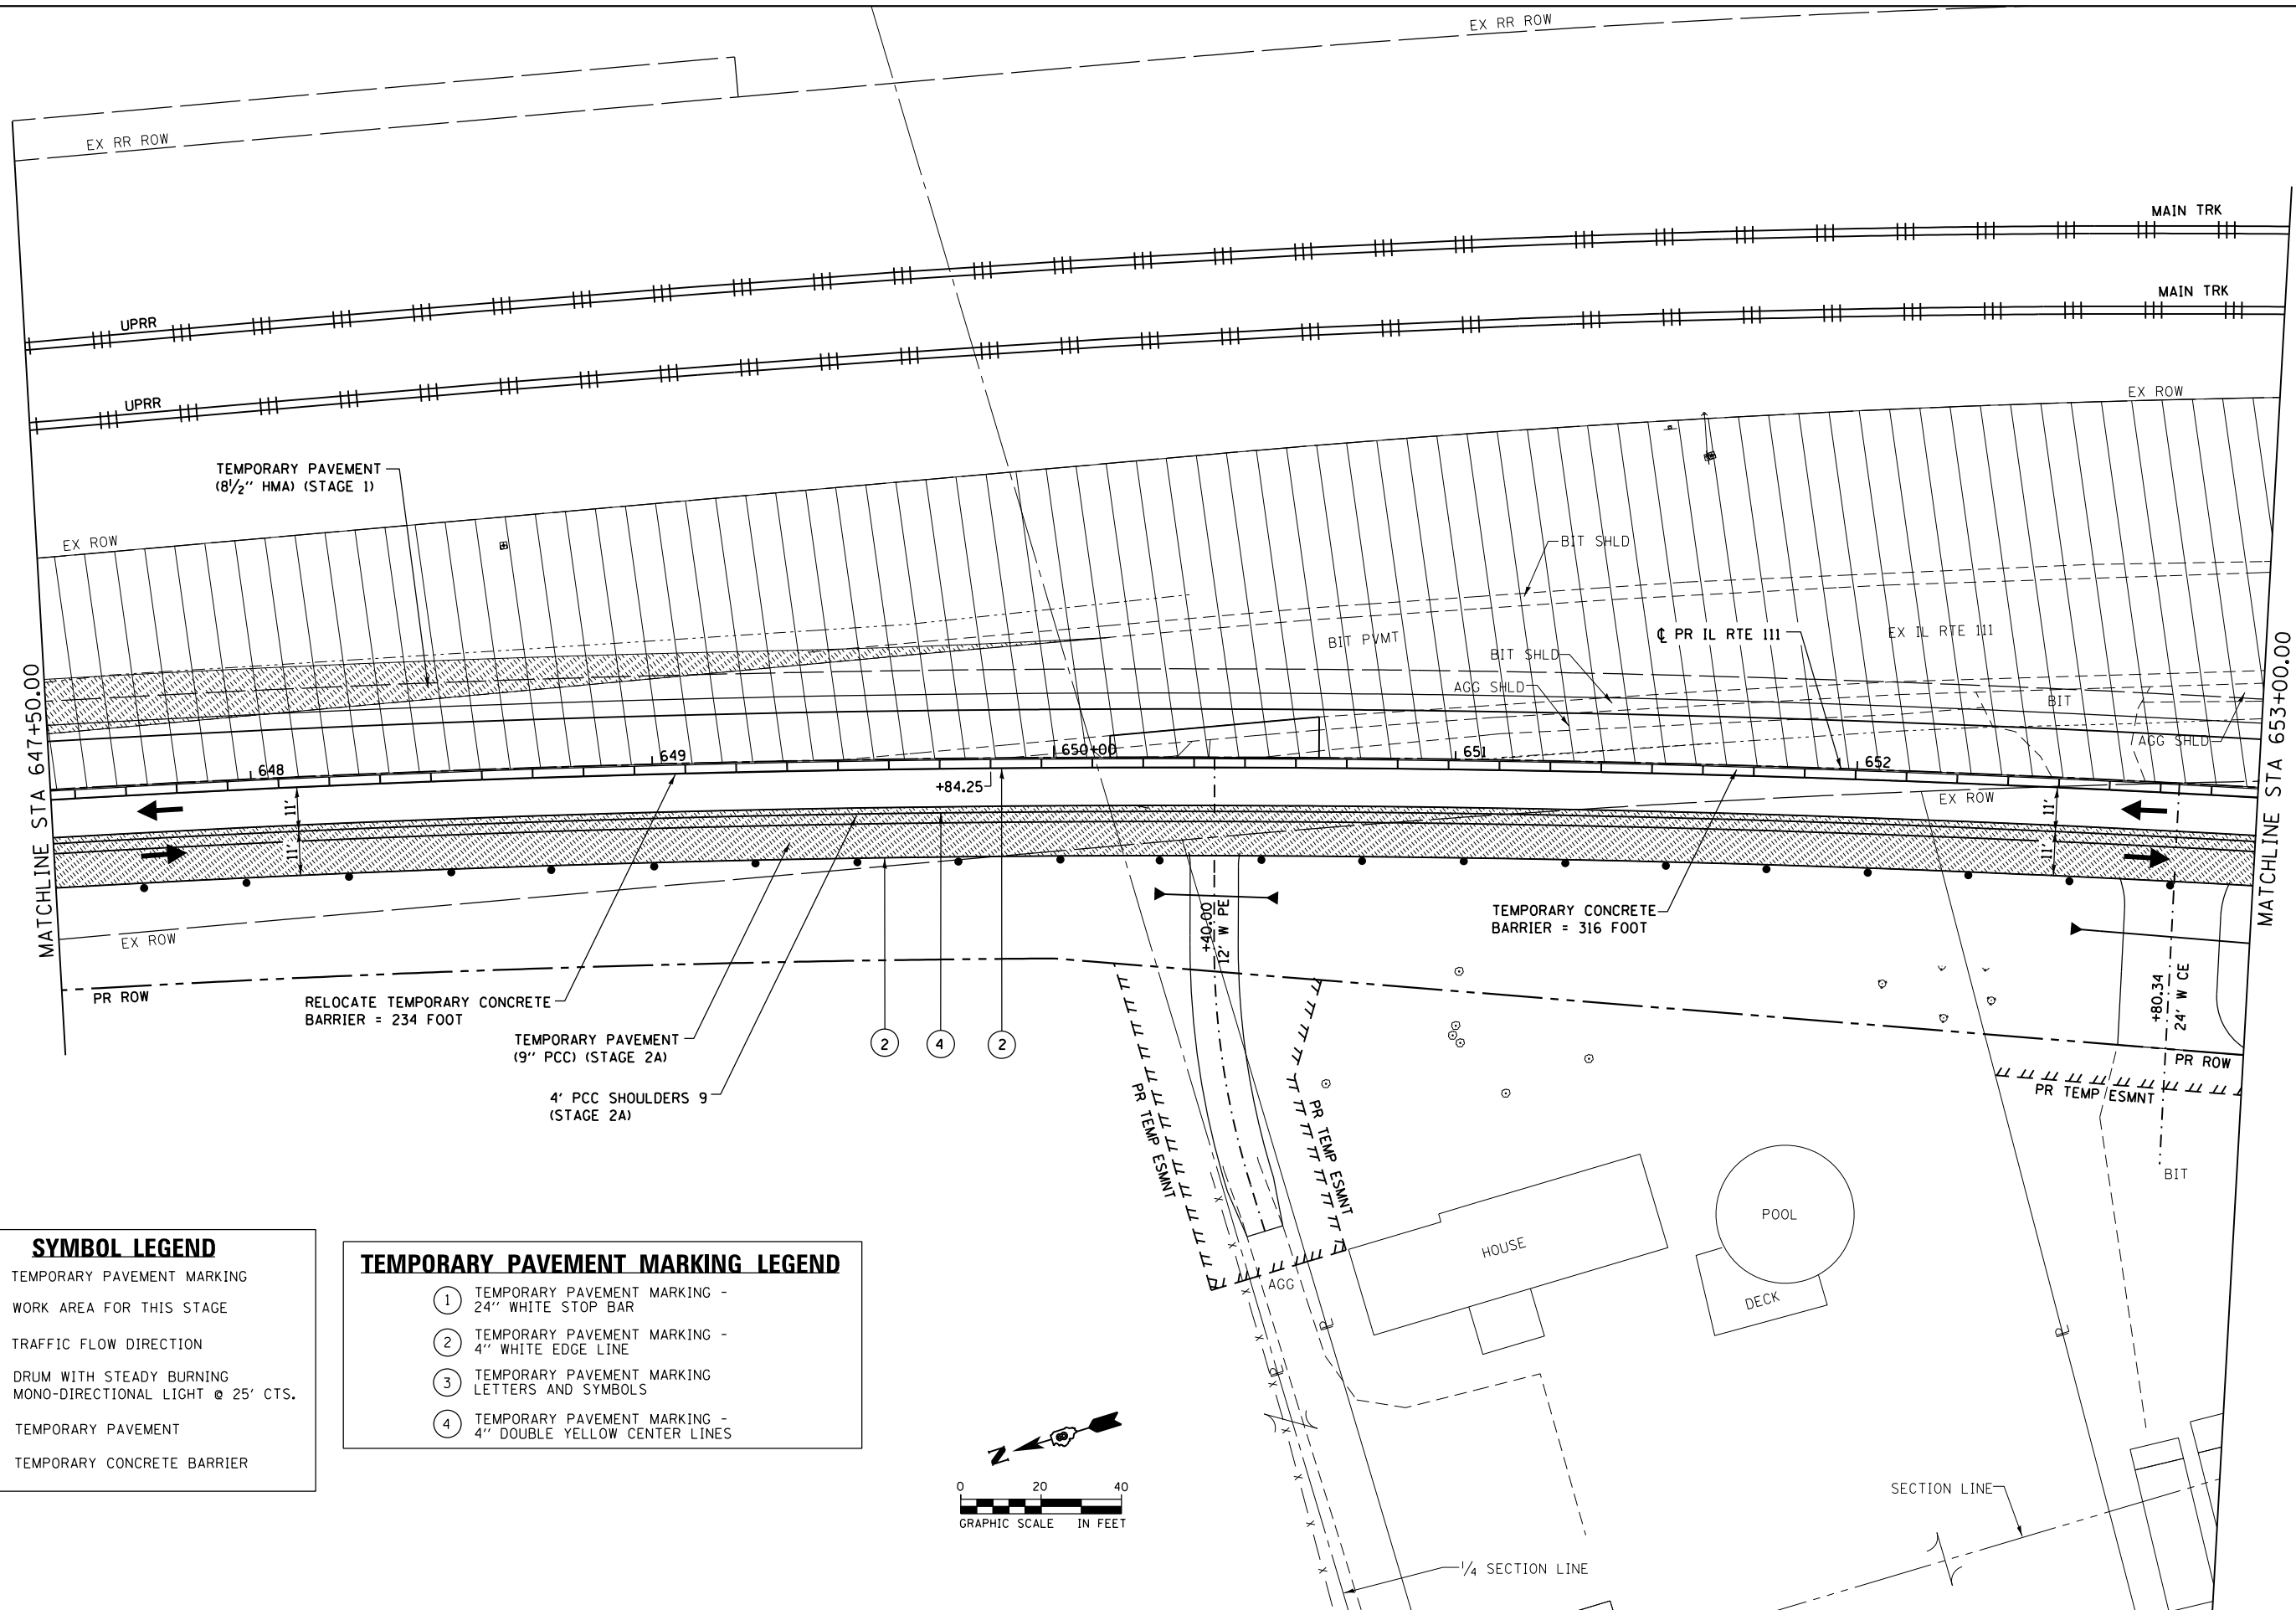 EX RR ROW
EX RR ROW
MAIN TRK
MAIN TRK
UPRR
UPRR
EX ROW
TEMPORARY PAVEMENT
(8½" HMA) (STAGE 1)
EX ROW
BIT SHLD
BIT PVMT
BIT SHLD
AGG SHLD
℄ PR IL RTE 111
EX IL RTE 111
BIT
AGG SHLD
MATCHLINE STA 647+50.00
MATCHLINE STA 653+00.00
648
649
650+00
651
652
+84.25
11'
11'
11'
11'
EX ROW
EX ROW
PR ROW
RELOCATE TEMPORARY CONCRETE
BARRIER = 234 FOOT
TEMPORARY PAVEMENT
(9" PCC) (STAGE 2A)
4' PCC SHOULDERS 9
(STAGE 2A)
2
4
2
+40.00
12' W PE
TEMPORARY CONCRETE
BARRIER = 316 FOOT
+80.34
24' W CE
PR ROW
PR TEMP ESMNT
BIT
PR TEMP ESMNT
PR TEMP ESMNT
AGG
HOUSE
POOL
DECK
SYMBOL LEGEND
TEMPORARY PAVEMENT MARKING
WORK AREA FOR THIS STAGE
TRAFFIC FLOW DIRECTION
DRUM WITH STEADY BURNING
MONO-DIRECTIONAL LIGHT @ 25' CTS.
TEMPORARY PAVEMENT
TEMPORARY CONCRETE BARRIER
TEMPORARY PAVEMENT MARKING LEGEND
1 TEMPORARY PAVEMENT MARKING -
24" WHITE STOP BAR
2 TEMPORARY PAVEMENT MARKING -
4" WHITE EDGE LINE
3 TEMPORARY PAVEMENT MARKING
LETTERS AND SYMBOLS
4 TEMPORARY PAVEMENT MARKING -
4" DOUBLE YELLOW CENTER LINES
N
0 20 40
GRAPHIC SCALE IN FEET
SECTION LINE
¼ SECTION LINE